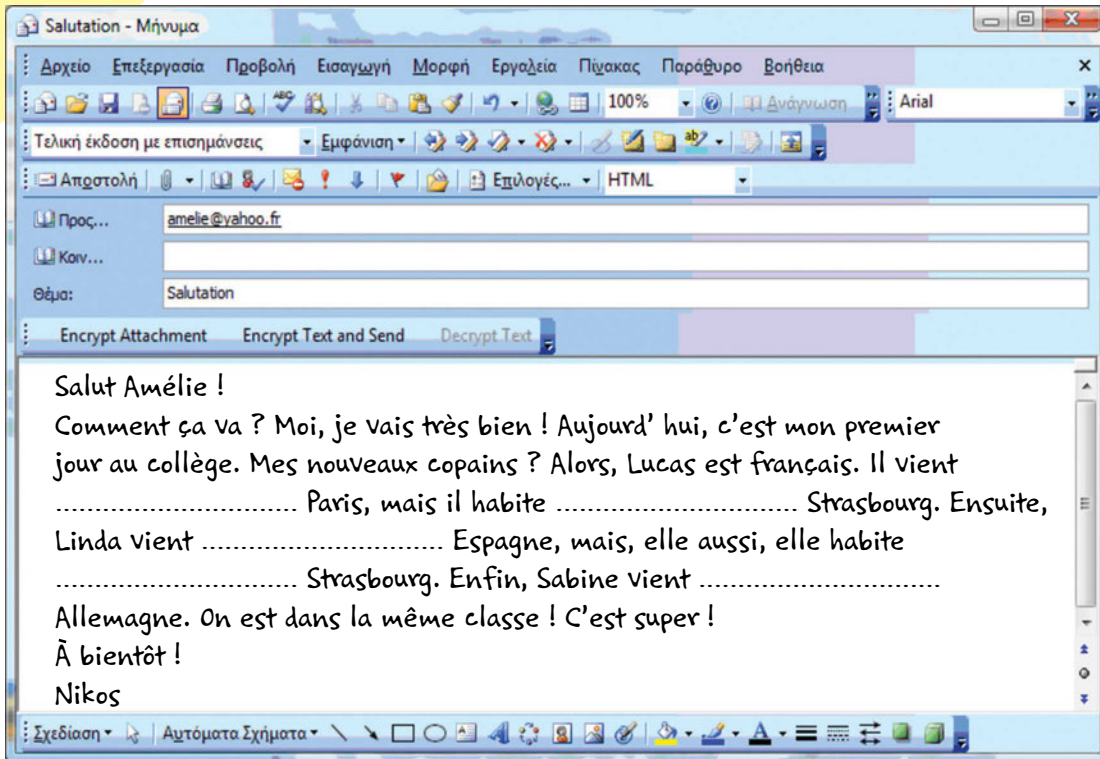 Salutation - Μήνυμα
Αρχείο Επεξεργασία Προβολή Εισαγωγή Μορφή Εργαλεία Πίνακας Παράθυρο Βοήθεια
100% Ανάγνωση Arial
Τελική έκδοση με επισημάνσεις Εμφάνιση
Αποστολή Επιλογές... HTML
Προς... amelie@yahoo.fr
Κοιν...
Θέμα: Salutation
Encrypt Attachment Encrypt Text and Send Decrypt Text
Salut Amélie !
Comment ça va ? Moi, je vais très bien ! Aujourd' hui, c'est mon premier
jour au collège. Mes nouveaux copains ? Alors, Lucas est français. Il vient
................................ Paris, mais il habite ................................ Strasbourg. Ensuite,
Linda vient ................................ Espagne, mais, elle aussi, elle habite
................................ Strasbourg. Enfin, Sabine vient ................................
Allemagne. On est dans la même classe ! C'est super !
À bientôt !
Nikos
Σχεδίαση Αυτόματα Σχήματα